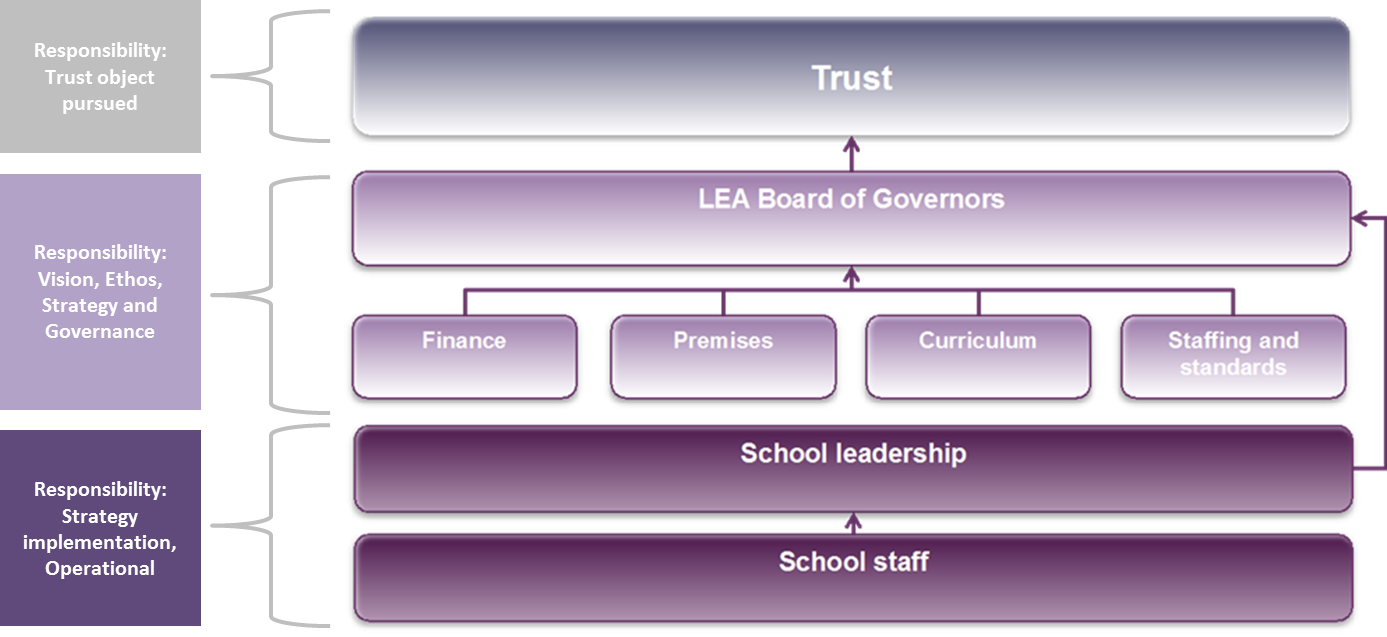 Responsibility:
Trust object
pursued
Trust
Responsibility:
Vision, Ethos,
Strategy and
Governance
LEA Board of Governors
Finance
Premises
Curriculum
Staffing and
standards
Responsibility:
Strategy
implementation,
Operational
School leadership
School staff